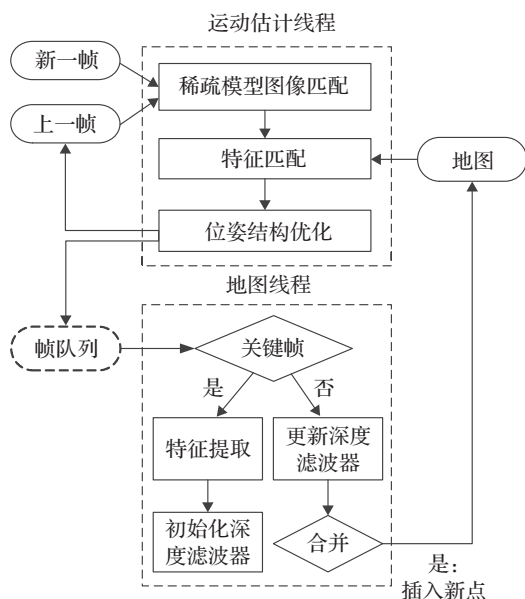 运动估计线程
新一帧
稀疏模型图像匹配
上一帧
特征匹配
地图
位姿结构优化
地图线程
帧队列
关键帧
是
否
特征提取
更新深度
滤波器
初始化深
度滤波器
合并
是：
插入新点